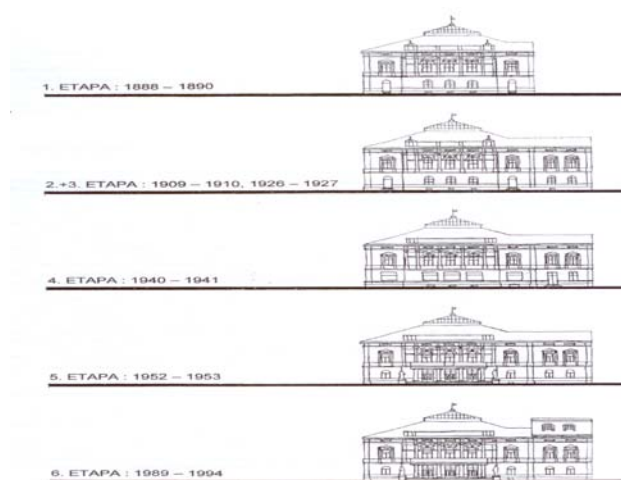 1. ETAPA : 1888 – 1890
2.+3. ETAPA : 1909 – 1910, 1926 – 1927
4. ETAPA : 1940 – 1941
5. ETAPA : 1952 – 1953
6. ETAPA : 1989 – 1994